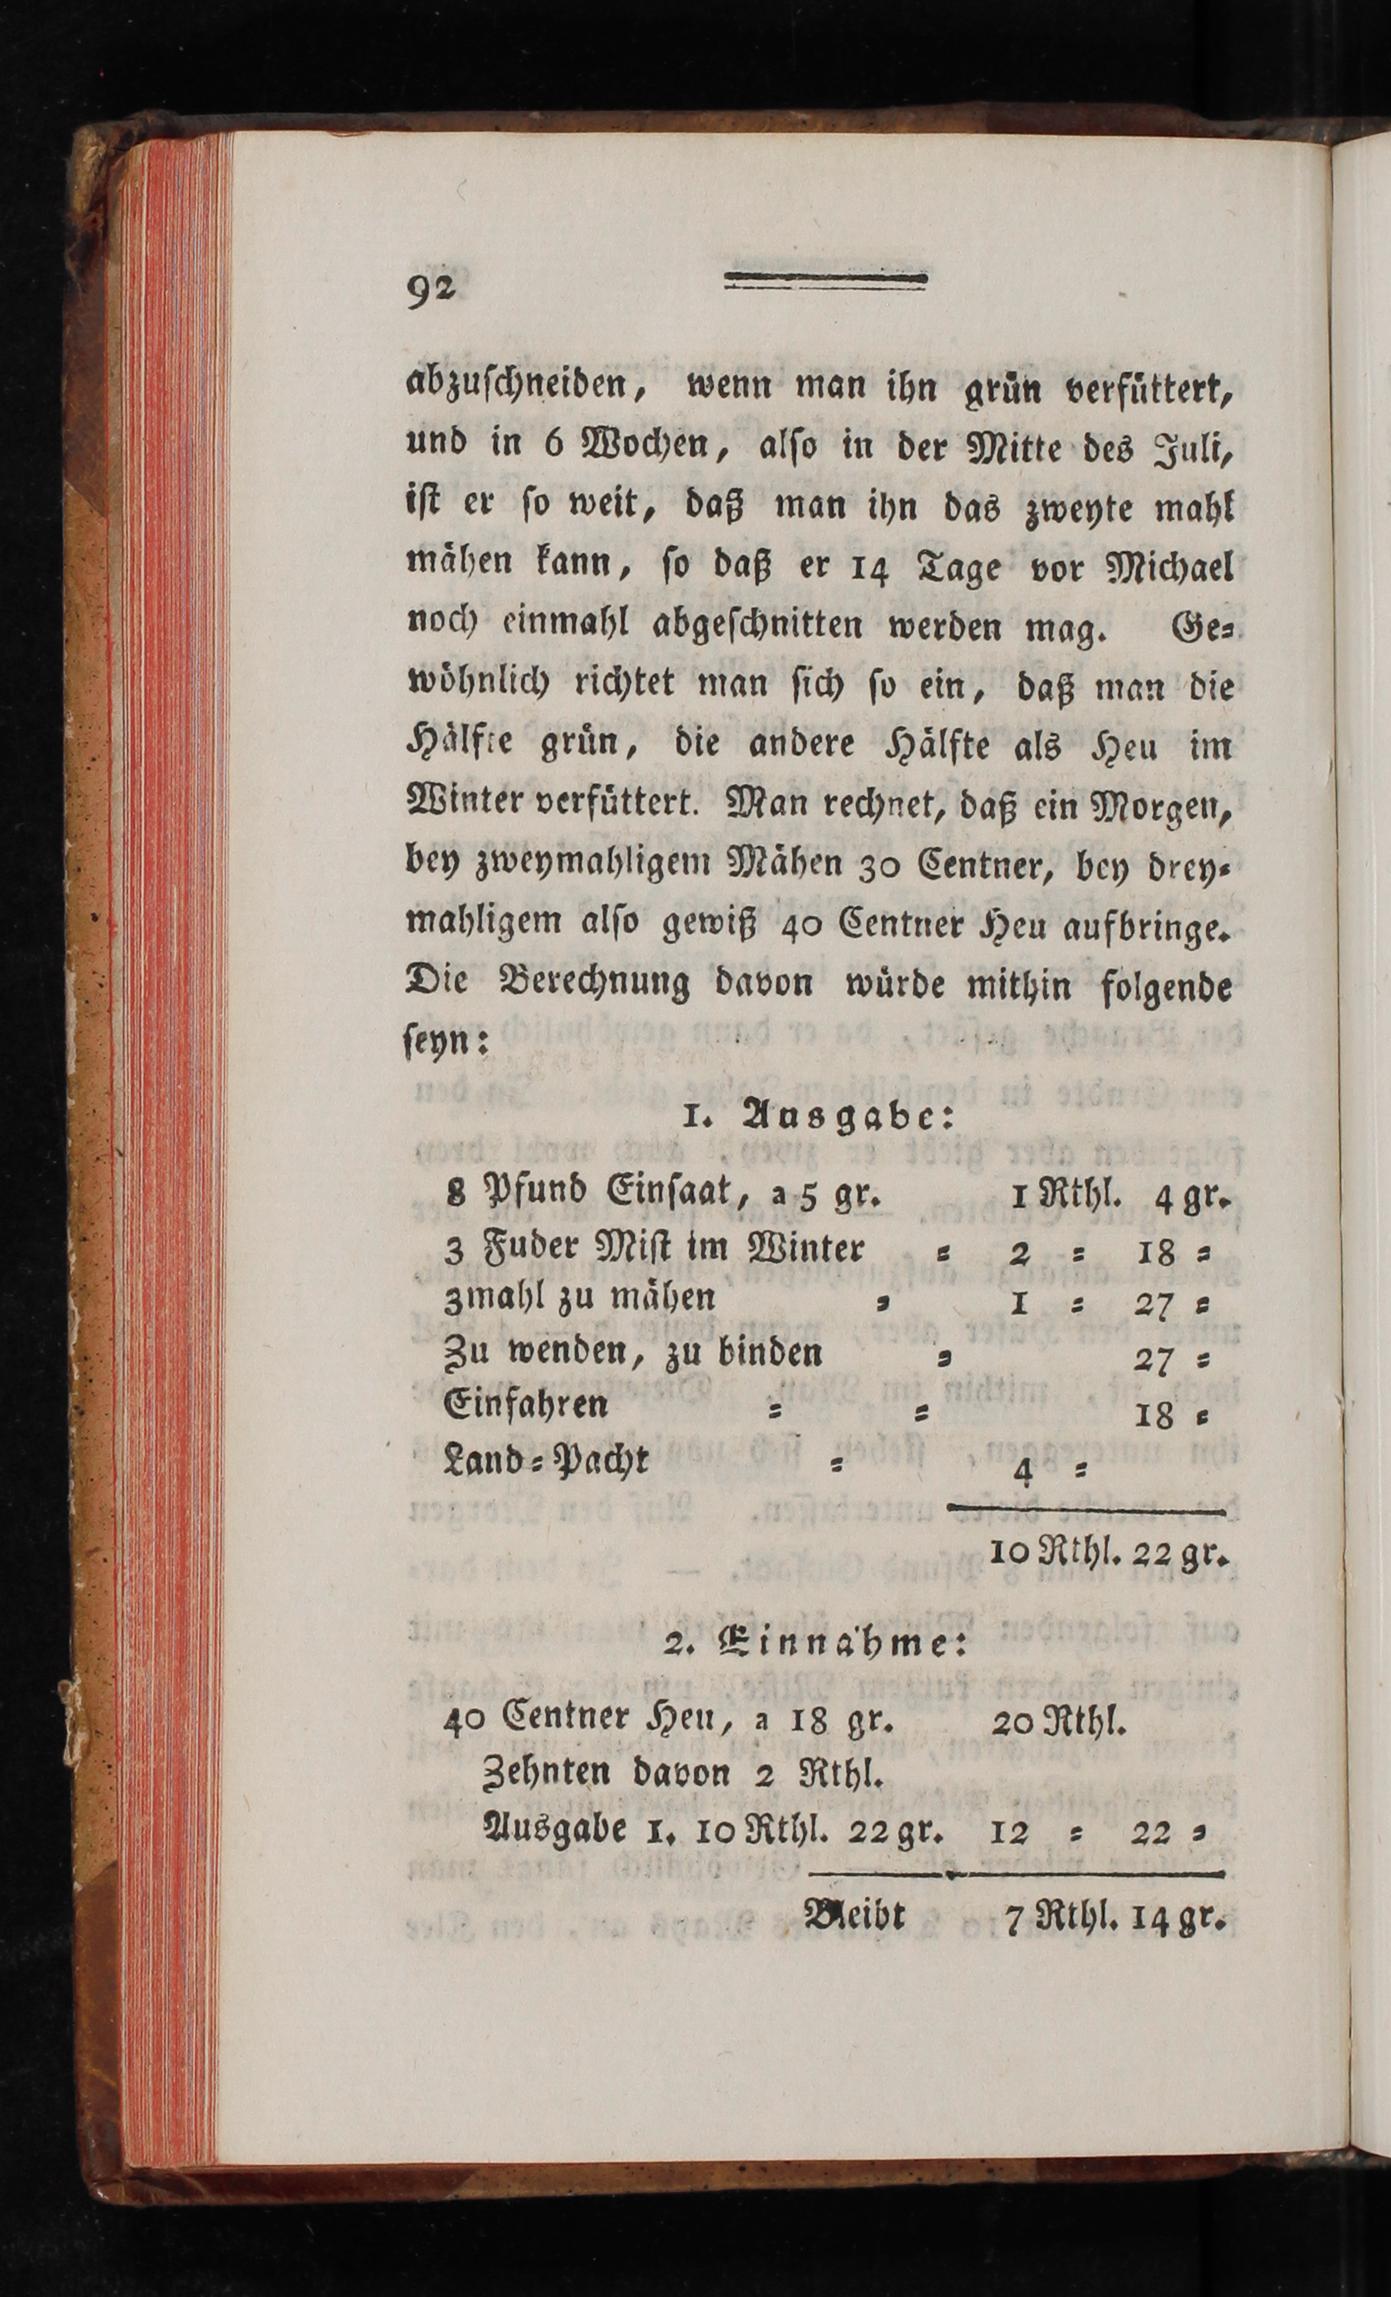 92
abzuſchneiden, wenn man ihn grün verfüttert,
und in 6 Wochen, alſo in der Mitte des Juli,
iſt er ſo weit, daß man ihn das zweyte mahl
mähen kann, ſo daß er 14 Tage vor Michael
noch einmahl abgeſchnitten werden mag. Ge⸗
wöhnlich richtet man ſich ſo ein, daß man die
Hälfte grün, die andere Hälfte als Heu im
Winter verfüttert. Man rechnet, daß ein Morgen,
bey zweymahligem Mähen 30 Centner, bey drey⸗
mahligem alſo gewiß 40 Centner Heu aufbringe.
Die Berechnung davon würde mithin folgende
ſeyn:
1. Ausgabe:
8 Pfund Einſaat, a 5 gr. 1 Rthl. 4 gr.
3 Fuder Miſt im Winter ⸗ 2 ⸗ 18 ⸗
3mahl zu mähen ⸗ 1 ⸗ 27 ⸗
Zu wenden, zu binden ⸗ 27 ⸗
Einfahren ⸗ ⸗ 18 ⸗
Land⸗Pacht ⸗ 4 ⸗
10 Rthl. 22 gr.
2. Einnahme:
40 Centner Heu, a 18 gr. 20 Rthl.
Zehnten davon 2 Rthl.
Ausgabe 1. 10 Rthl. 22 gr. 12 ⸗ 22 ⸗
Bleibt 7 Rthl. 14 gr.